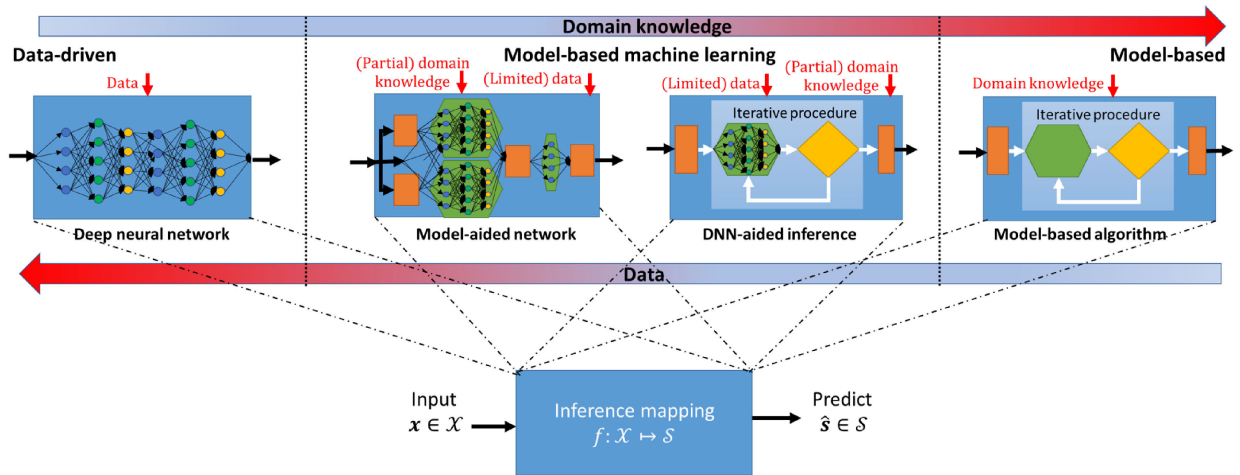 Domain knowledge
Data-driven
Model-based machine learning
Model-based
Data
(Partial) domain
knowledge
(Limited) data
(Limited) data
(Partial) domain
knowledge
Domain knowledge
Iterative procedure
Iterative procedure
Deep neural network
Model-aided network
DNN-aided inference
Model-based algorithm
Data
Input
𝒙 ∈ 𝒳
Inference mapping
𝑓: 𝒳 ↦ 𝒮
Predict
𝒔̂ ∈ 𝒮